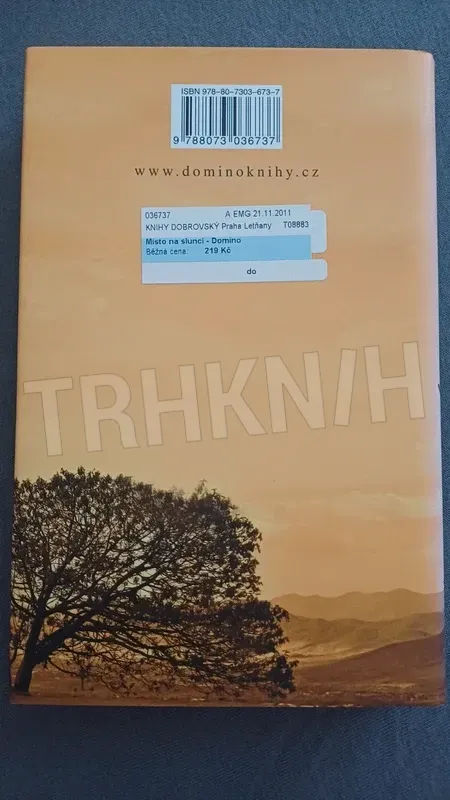 ISBN 978-80-7303-673-7
9 788073 036737
www.dominoknihy.cz
036737 A EMG 21.11.2011
KNIHY DOBROVSKÝ Praha Letňany T08883
Místo na slunci - Domino
Běžná cena: 219 Kč
do
TRHKNIH